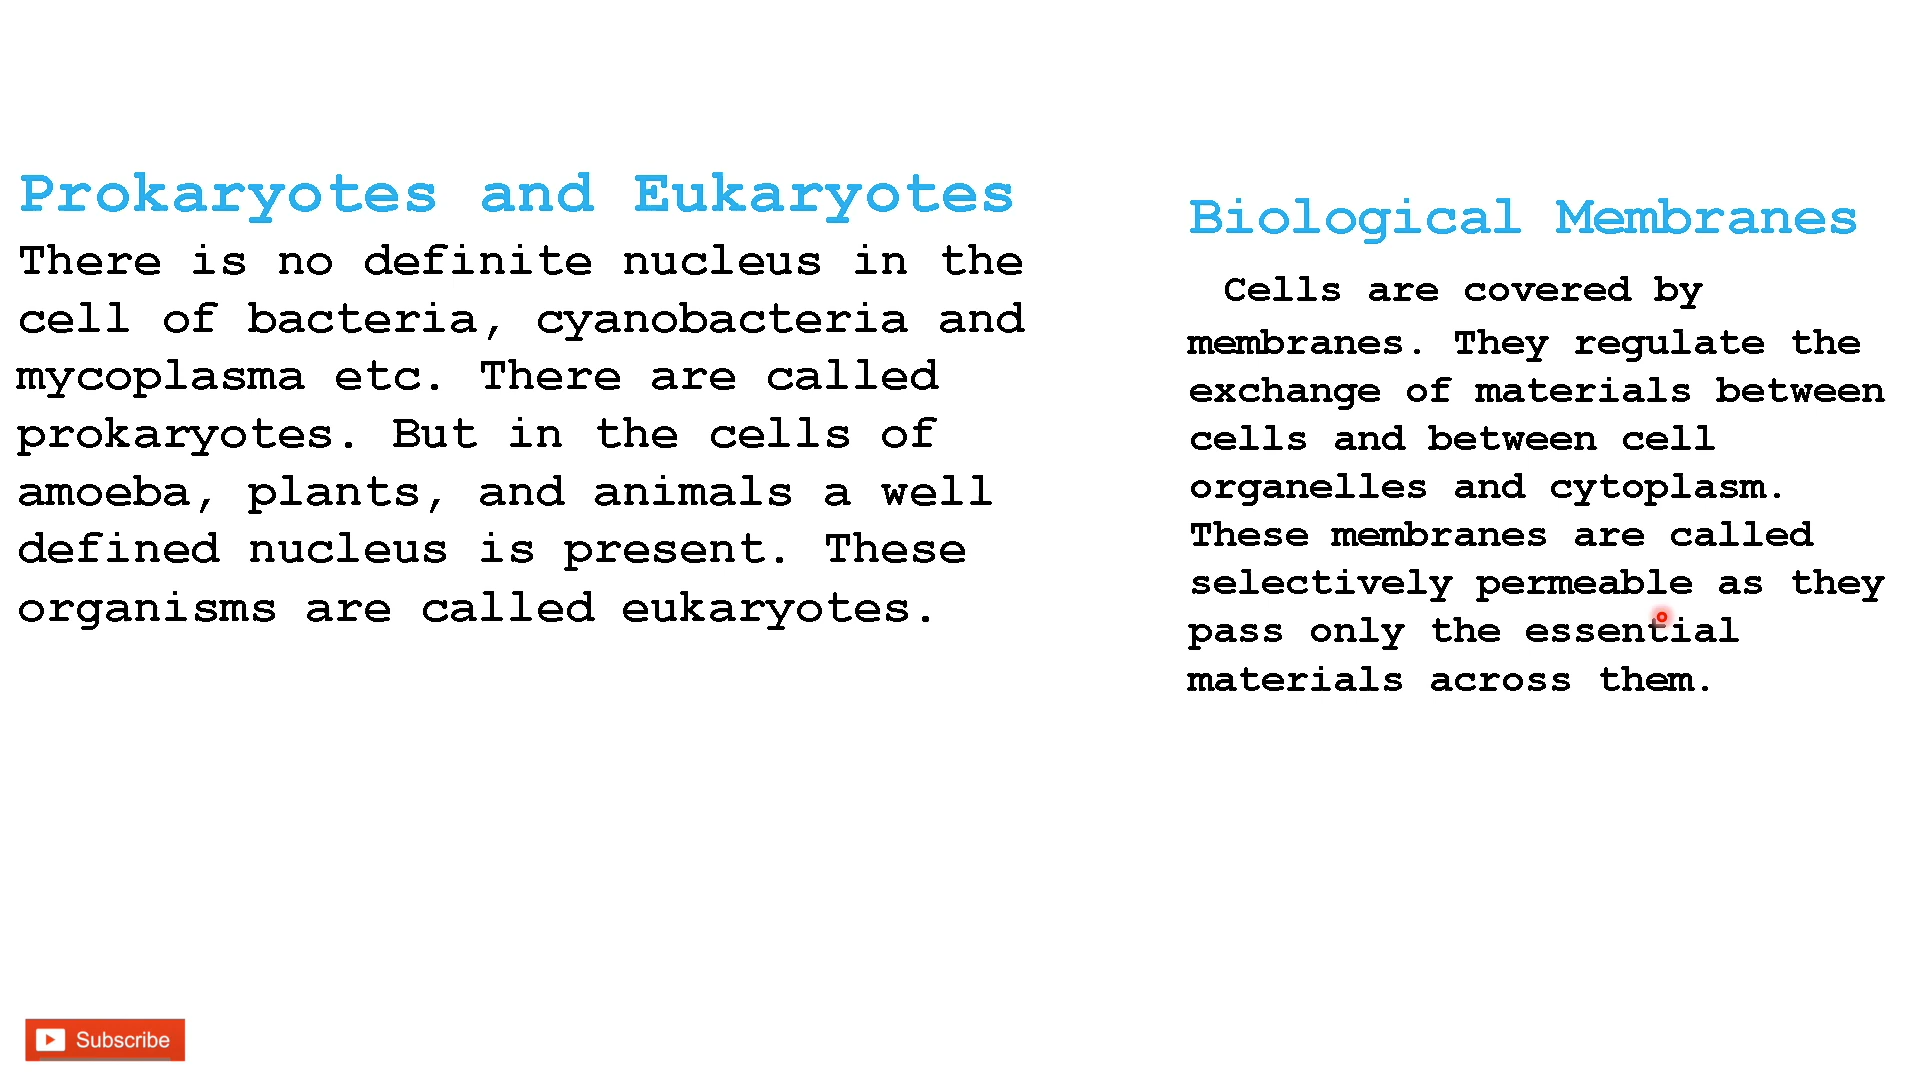 Prokaryotes and Eukaryotes
There is no definite nucleus in the
cell of bacteria, cyanobacteria and
mycoplasma etc. There are called
prokaryotes. But in the cells of
amoeba, plants, and animals a well
defined nucleus is present. These
organisms are called eukaryotes.
Biological Membranes
Cells are covered by
membranes. They regulate the
exchange of materials between
cells and between cell
organelles and cytoplasm.
These membranes are called
selectively permeable as they
pass only the essential
materials across them.
Subscribe